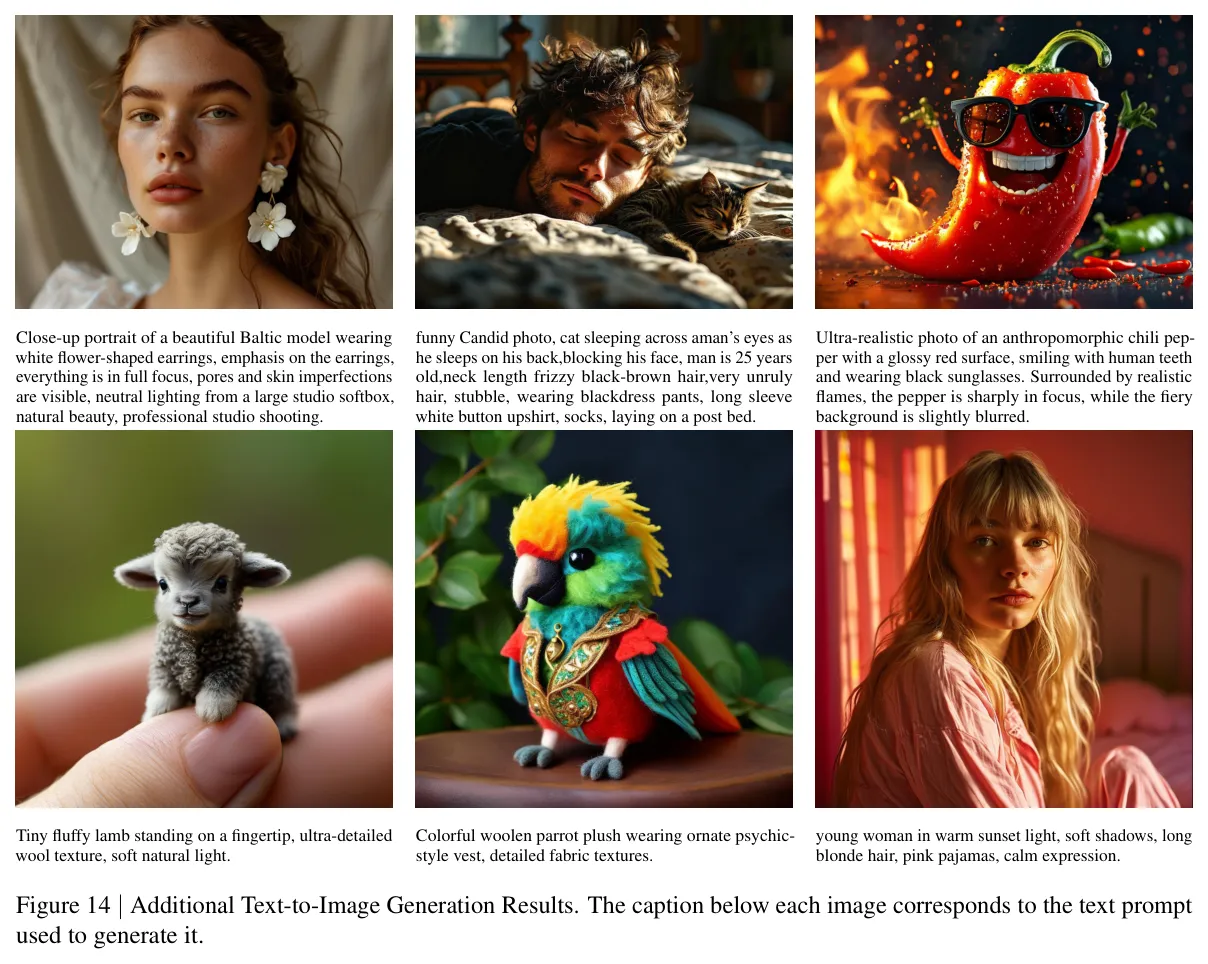 Close-up portrait of a beautiful Baltic model wearing
white flower-shaped earrings, emphasis on the earrings,
everything is in full focus, pores and skin imperfections
are visible, neutral lighting from a large studio softbox,
natural beauty, professional studio shooting.
funny Candid photo, cat sleeping across aman's eyes as
he sleeps on his back,blocking his face, man is 25 years
old,neck length frizzy black-brown hair,very unruly
hair, stubble, wearing blackdress pants, long sleeve
white button upshirt, socks, laying on a post bed.
Ultra-realistic photo of an anthropomorphic chili pep-
per with a glossy red surface, smiling with human teeth
and wearing black sunglasses. Surrounded by realistic
flames, the pepper is sharply in focus, while the fiery
background is slightly blurred.
Tiny fluffy lamb standing on a fingertip, ultra-detailed
wool texture, soft natural light.
Colorful woolen parrot plush wearing ornate psychic-
style vest, detailed fabric textures.
young woman in warm sunset light, soft shadows, long
blonde hair, pink pajamas, calm expression.
Figure 14 | Additional Text-to-Image Generation Results. The caption below each image corresponds to the text prompt
used to generate it.